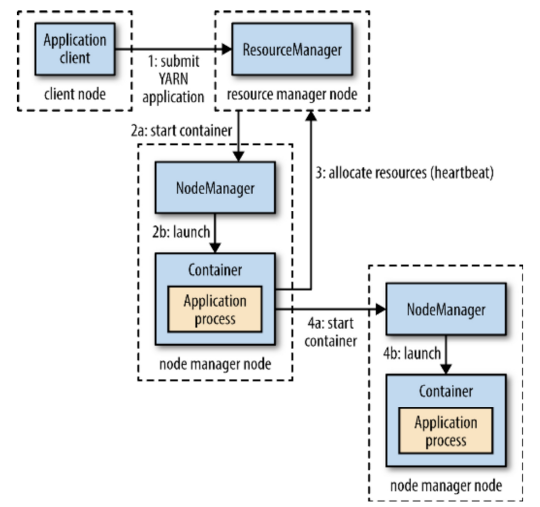 Application
client
client node
1: submit
YARN
application
ResourceManager
resource manager node
2a: start container
NodeManager
2b: launch
Container
Application
process
node manager node
3: allocate resources (heartbeat)
4a: start
container
NodeManager
4b: launch
Container
Application
process
node manager node